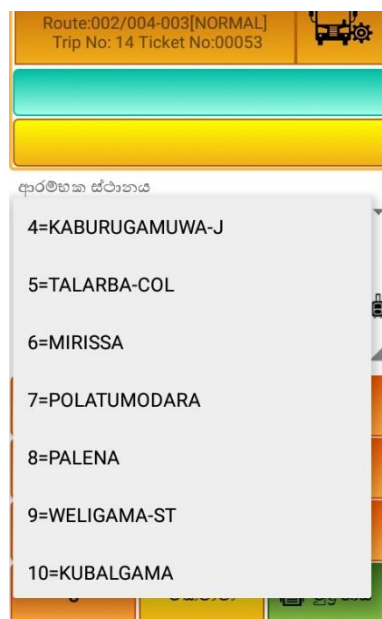 Route:002/004-003[NORMAL]
Trip No: 14 Ticket No:00053
ආරම්භක ස්ථානය
4=KABURUGAMUWA-J
5=TALARBA-COL
6=MIRISSA
7=POLATUMODARA
8=PALENA
9=WELIGAMA-ST
10=KUBALGAMA